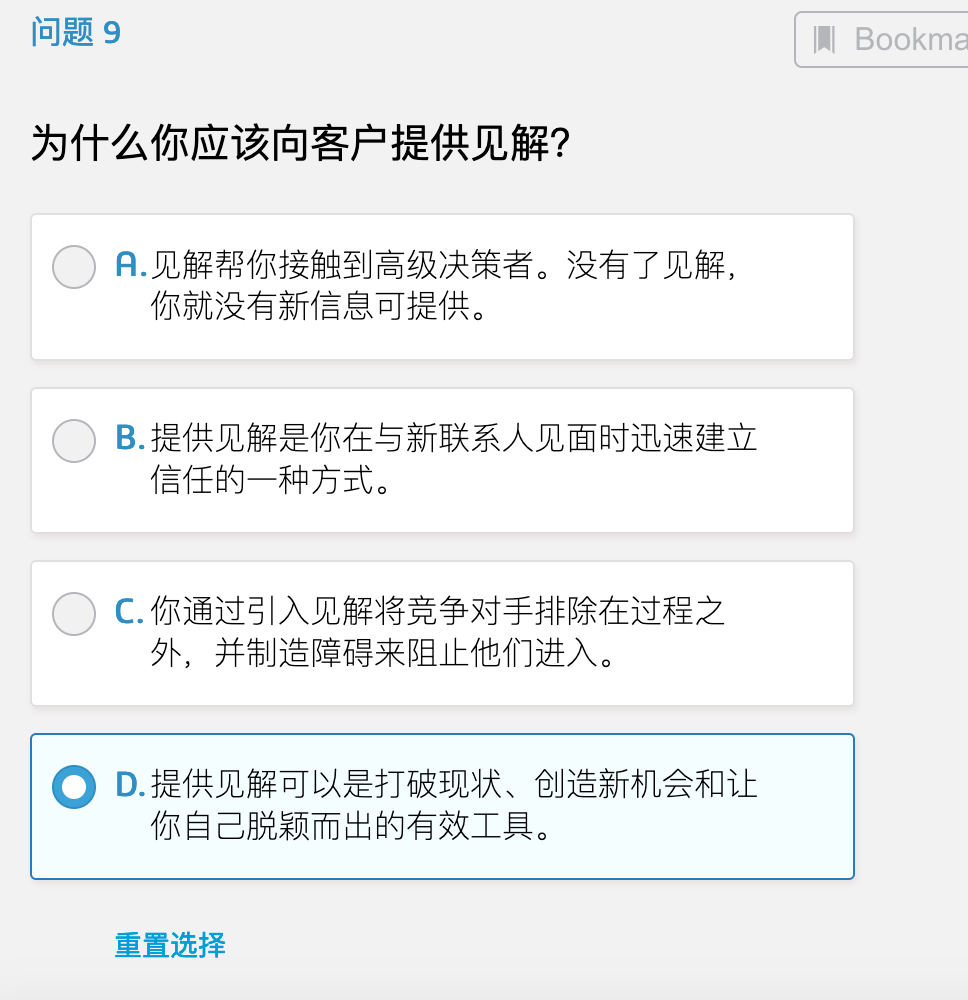 问题 9
Bookma
为什么你应该向客户提供见解?
A.见解帮你接触到高级决策者。没有了见解，
你就没有新信息可提供。
B.提供见解是你在与新联系人见面时迅速建立
信任的一种方式。
C.你通过引入见解将竞争对手排除在过程之
外，并制造障碍来阻止他们进入。
D.提供见解可以是打破现状、创造新机会和让
你自己脱颖而出的有效工具。
重置选择